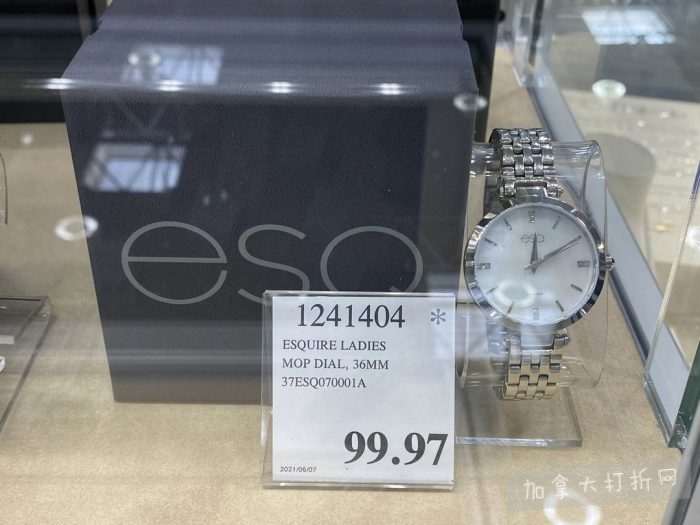 esq
esq
1241404 *
ESQUIRE LADIES
MOP DIAL, 36MM
37ESQ070001A
99.97
2021/06/07
加拿大打折网